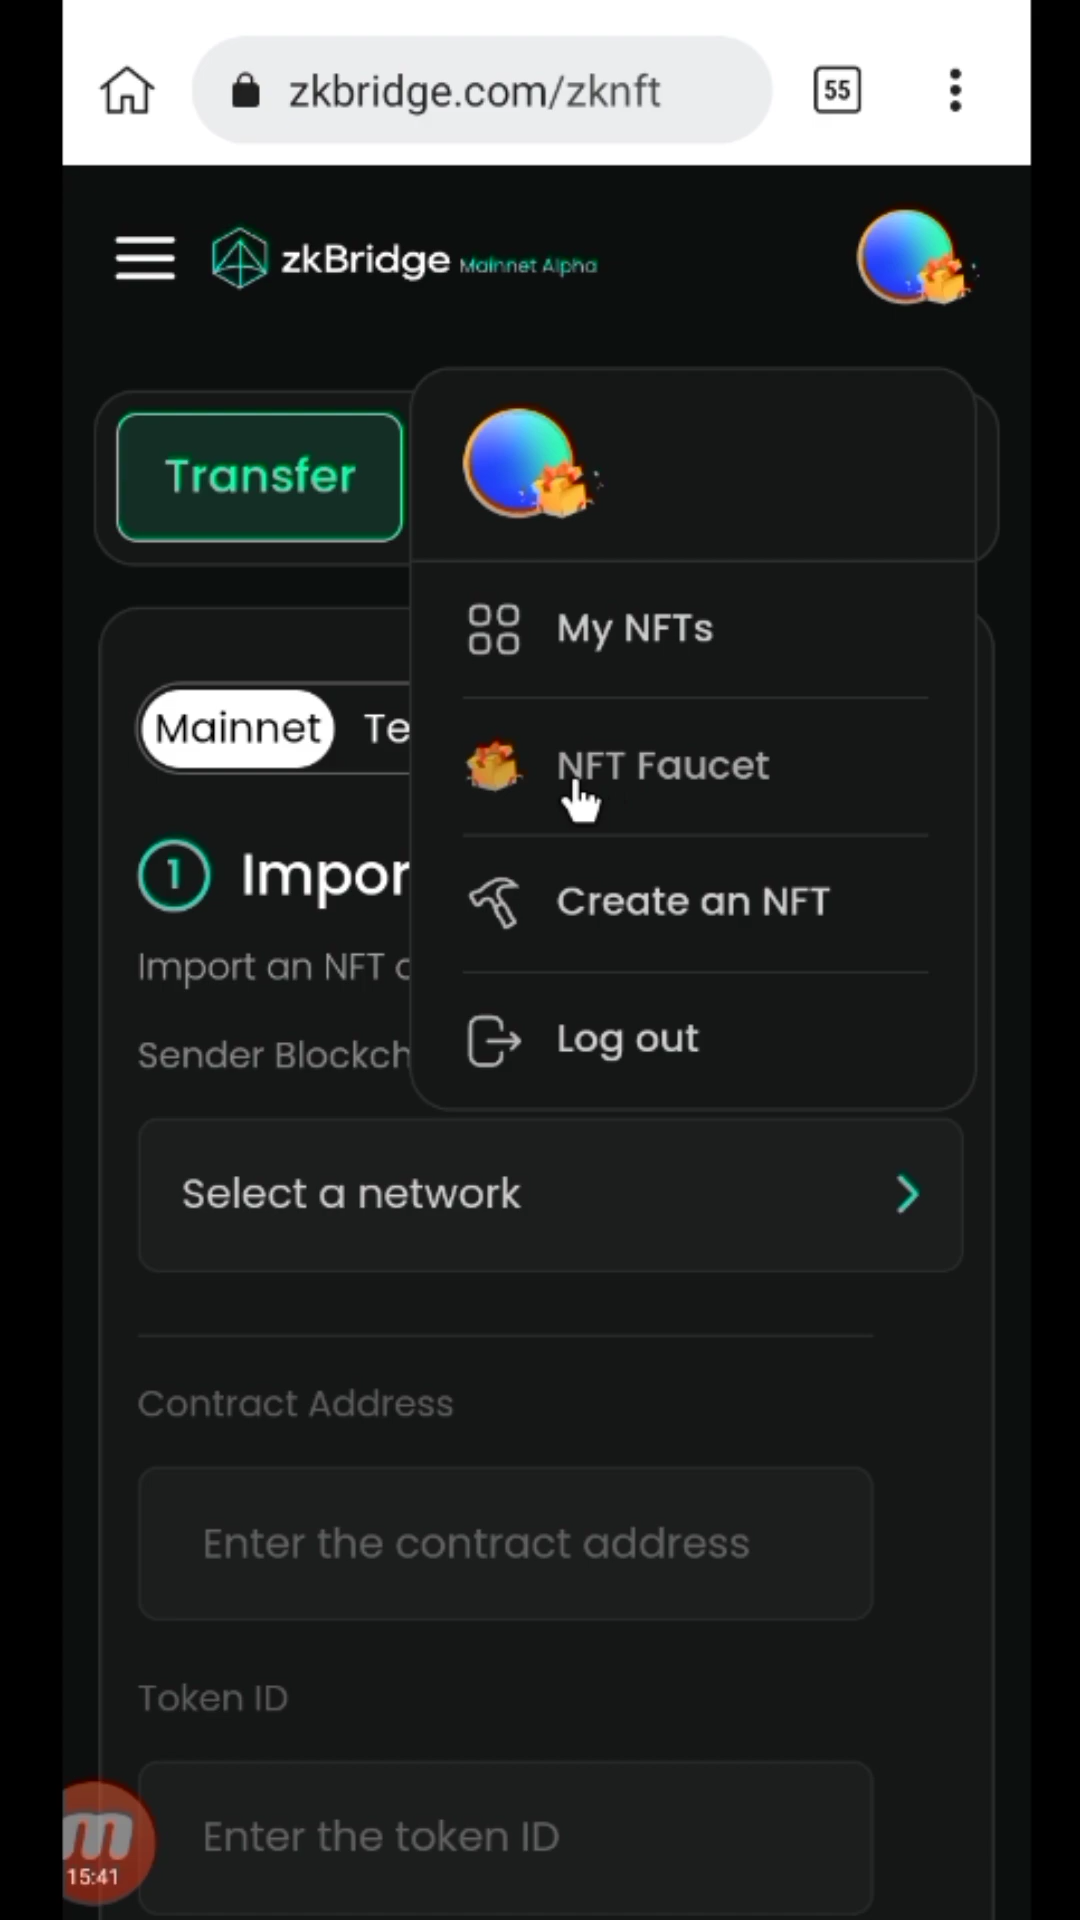 zkbridge.com/zknft
55
zkBridge Mainnet Alpha
Transfer
My NFTs
Mainnet Te
NFT Faucet
1 Impor
Create an NFT
Import an NFT
Log out
Sender Blockch
Select a network
Contract Address
Enter the contract address
Token ID
Enter the token ID
m
15:41